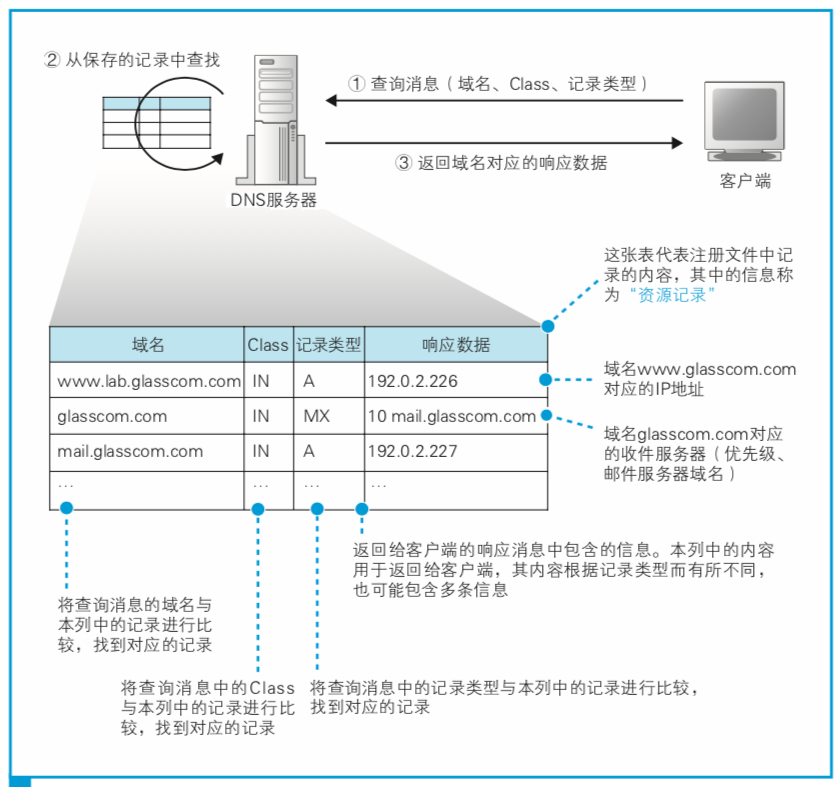 ② 从保存的记录中查找
① 查询消息（域名、Class、记录类型）
③ 返回域名对应的响应数据
DNS服务器
客户端
这张表代表注册文件中记
录的内容，其中的信息称
为“资源记录”
域名 Class 记录类型 响应数据
www.lab.glasscom.com IN A 192.0.2.226
glasscom.com IN MX 10 mail.glasscom.com
mail.glasscom.com IN A 192.0.2.227
… … … …
域名www.glasscom.com
对应的IP地址
域名glasscom.com对应
的收件服务器（优先级、
邮件服务器域名）
返回给客户端的响应消息中包含的信息。本列中的内容
用于返回给客户端，其内容根据记录类型而有所不同，
也可能包含多条信息
将查询消息的域名与
本列中的记录进行比
较，找到对应的记录
将查询消息中的Class
与本列中的记录进行比
较，找到对应的记录
将查询消息中的记录类型与本列中的记录进行比较，
找到对应的记录